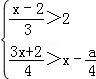 { (x−2)/3 > 2
(3x+2)/4 > x − a/4